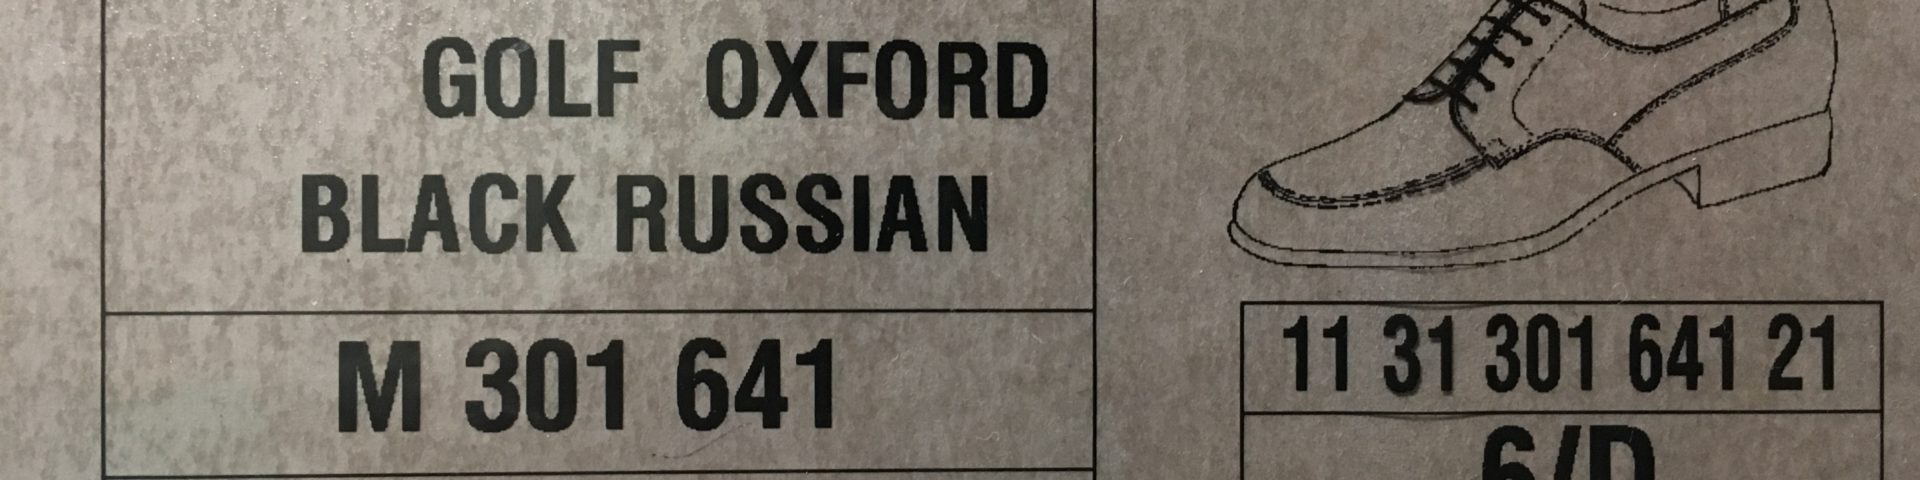 GOLF OXFORD
BLACK RUSSIAN
M 301 641
11 31 301 641 21
6/D